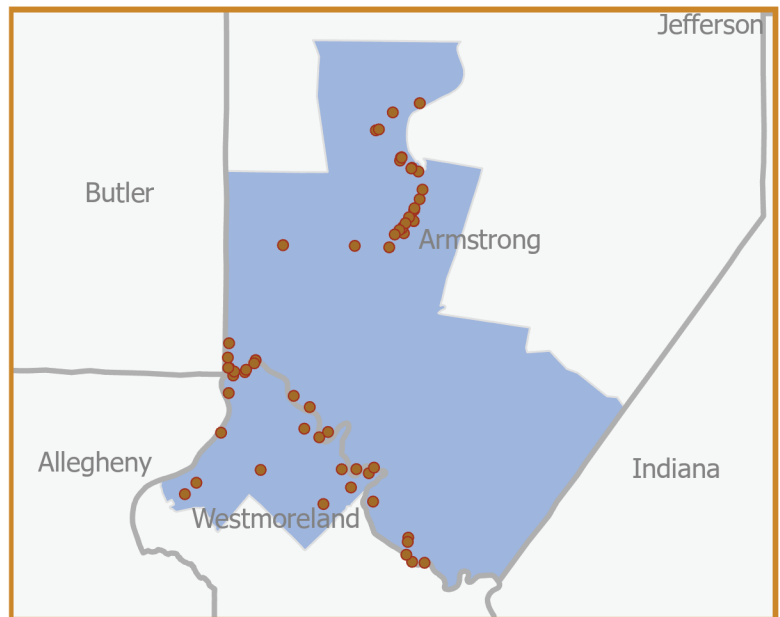 Jefferson
Butler
Armstrong
Allegheny
Indiana
Westmoreland